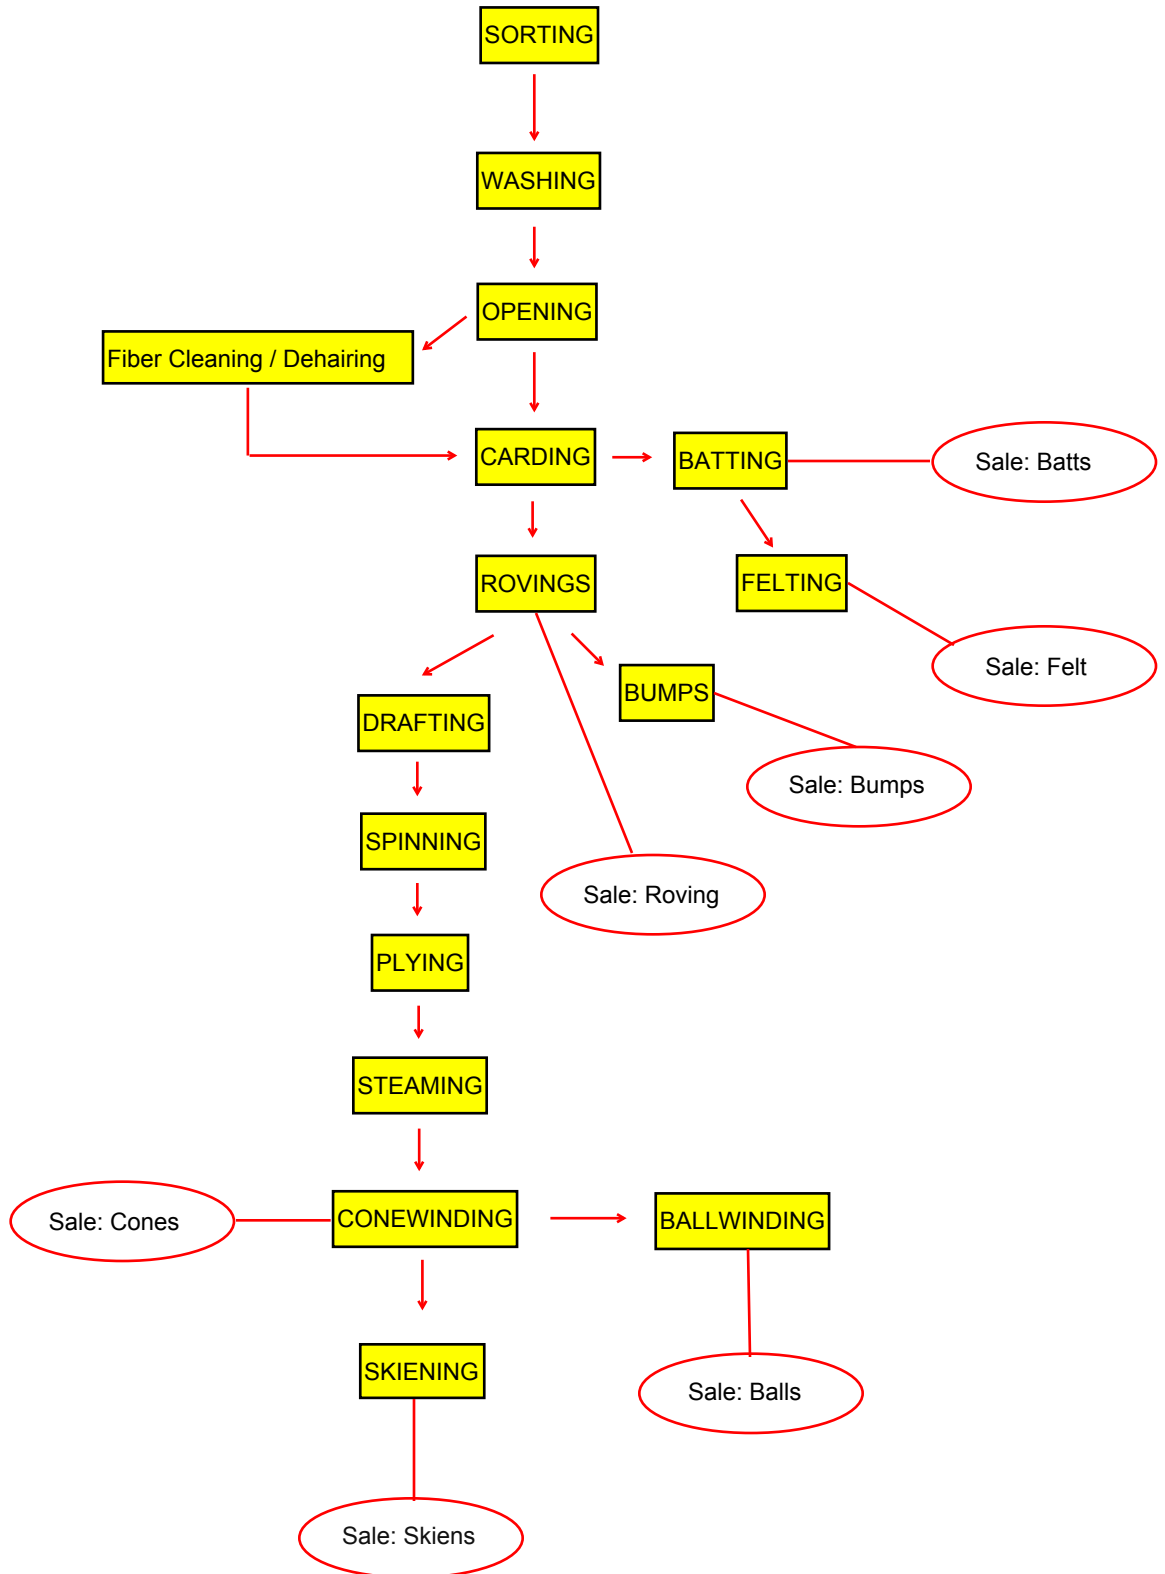 SORTING
WASHING
OPENING
Fiber Cleaning / Dehairing
CARDING
BATTING
Sale: Batts
ROVINGS
FELTING
Sale: Felt
BUMPS
DRAFTING
Sale: Bumps
SPINNING
Sale: Roving
PLYING
STEAMING
Sale: Cones
CONEWINDING
BALLWINDING
SKIENING
Sale: Balls
Sale: Skiens